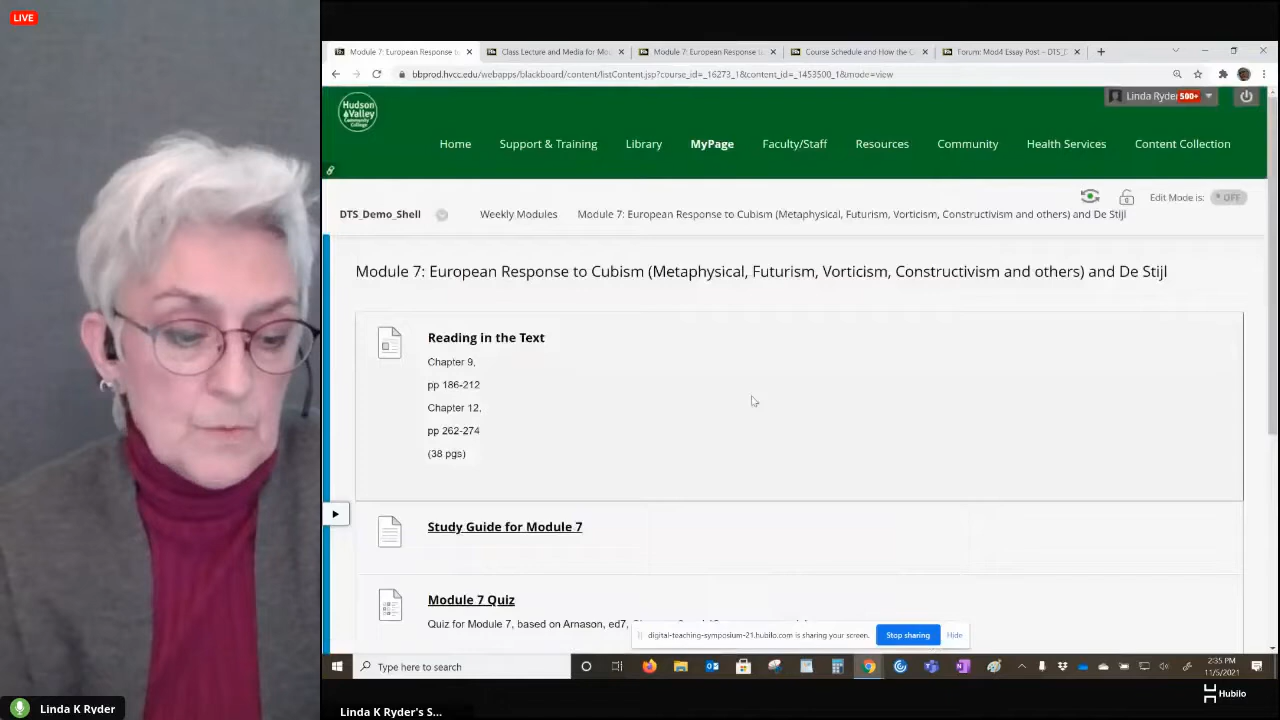 LIVE
Module 7: European Response to
Class Lecture and Media for Mo
Module 7: European Response t
Course Schedule and How the C
Torum: Mod4 Essay Post – DTS_D
bbprod.hvcc.edu/webapps/blackboard/content/listContent.jsp?course_id=_16273_1&content_id=_1453500_1&mode=view
Hudson
Valley
Community
College
Linda Ryder
500+
Home
Support & Training
Library
MyPage
Faculty/Staff
Resources
Community
Health Services
Content Collection
Edit Mode is:
OFF
DTS_Demo_Shell
Weekly Modules
Module 7: European Response to Cubism (Metaphysical, Futurism, Vorticism, Constructivism and others) and De Stijl
Module 7: European Response to Cubism (Metaphysical, Futurism, Vorticism, Constructivism and others) and De Stijl
Reading in the Text
Chapter 9,
pp 186-212
Chapter 12,
pp 262-274
(38 pgs)
Study Guide for Module 7
Module 7 Quiz
Quiz for Module 7, based on Arnason, ed7,
digital-teaching-symposium-21.hubilo.com is sharing your screen.
Stop sharing
Hide
Type here to search
2:35 PM
11/5/2021
Linda K Ryder
Linda K Ryder's S...
Hubilo